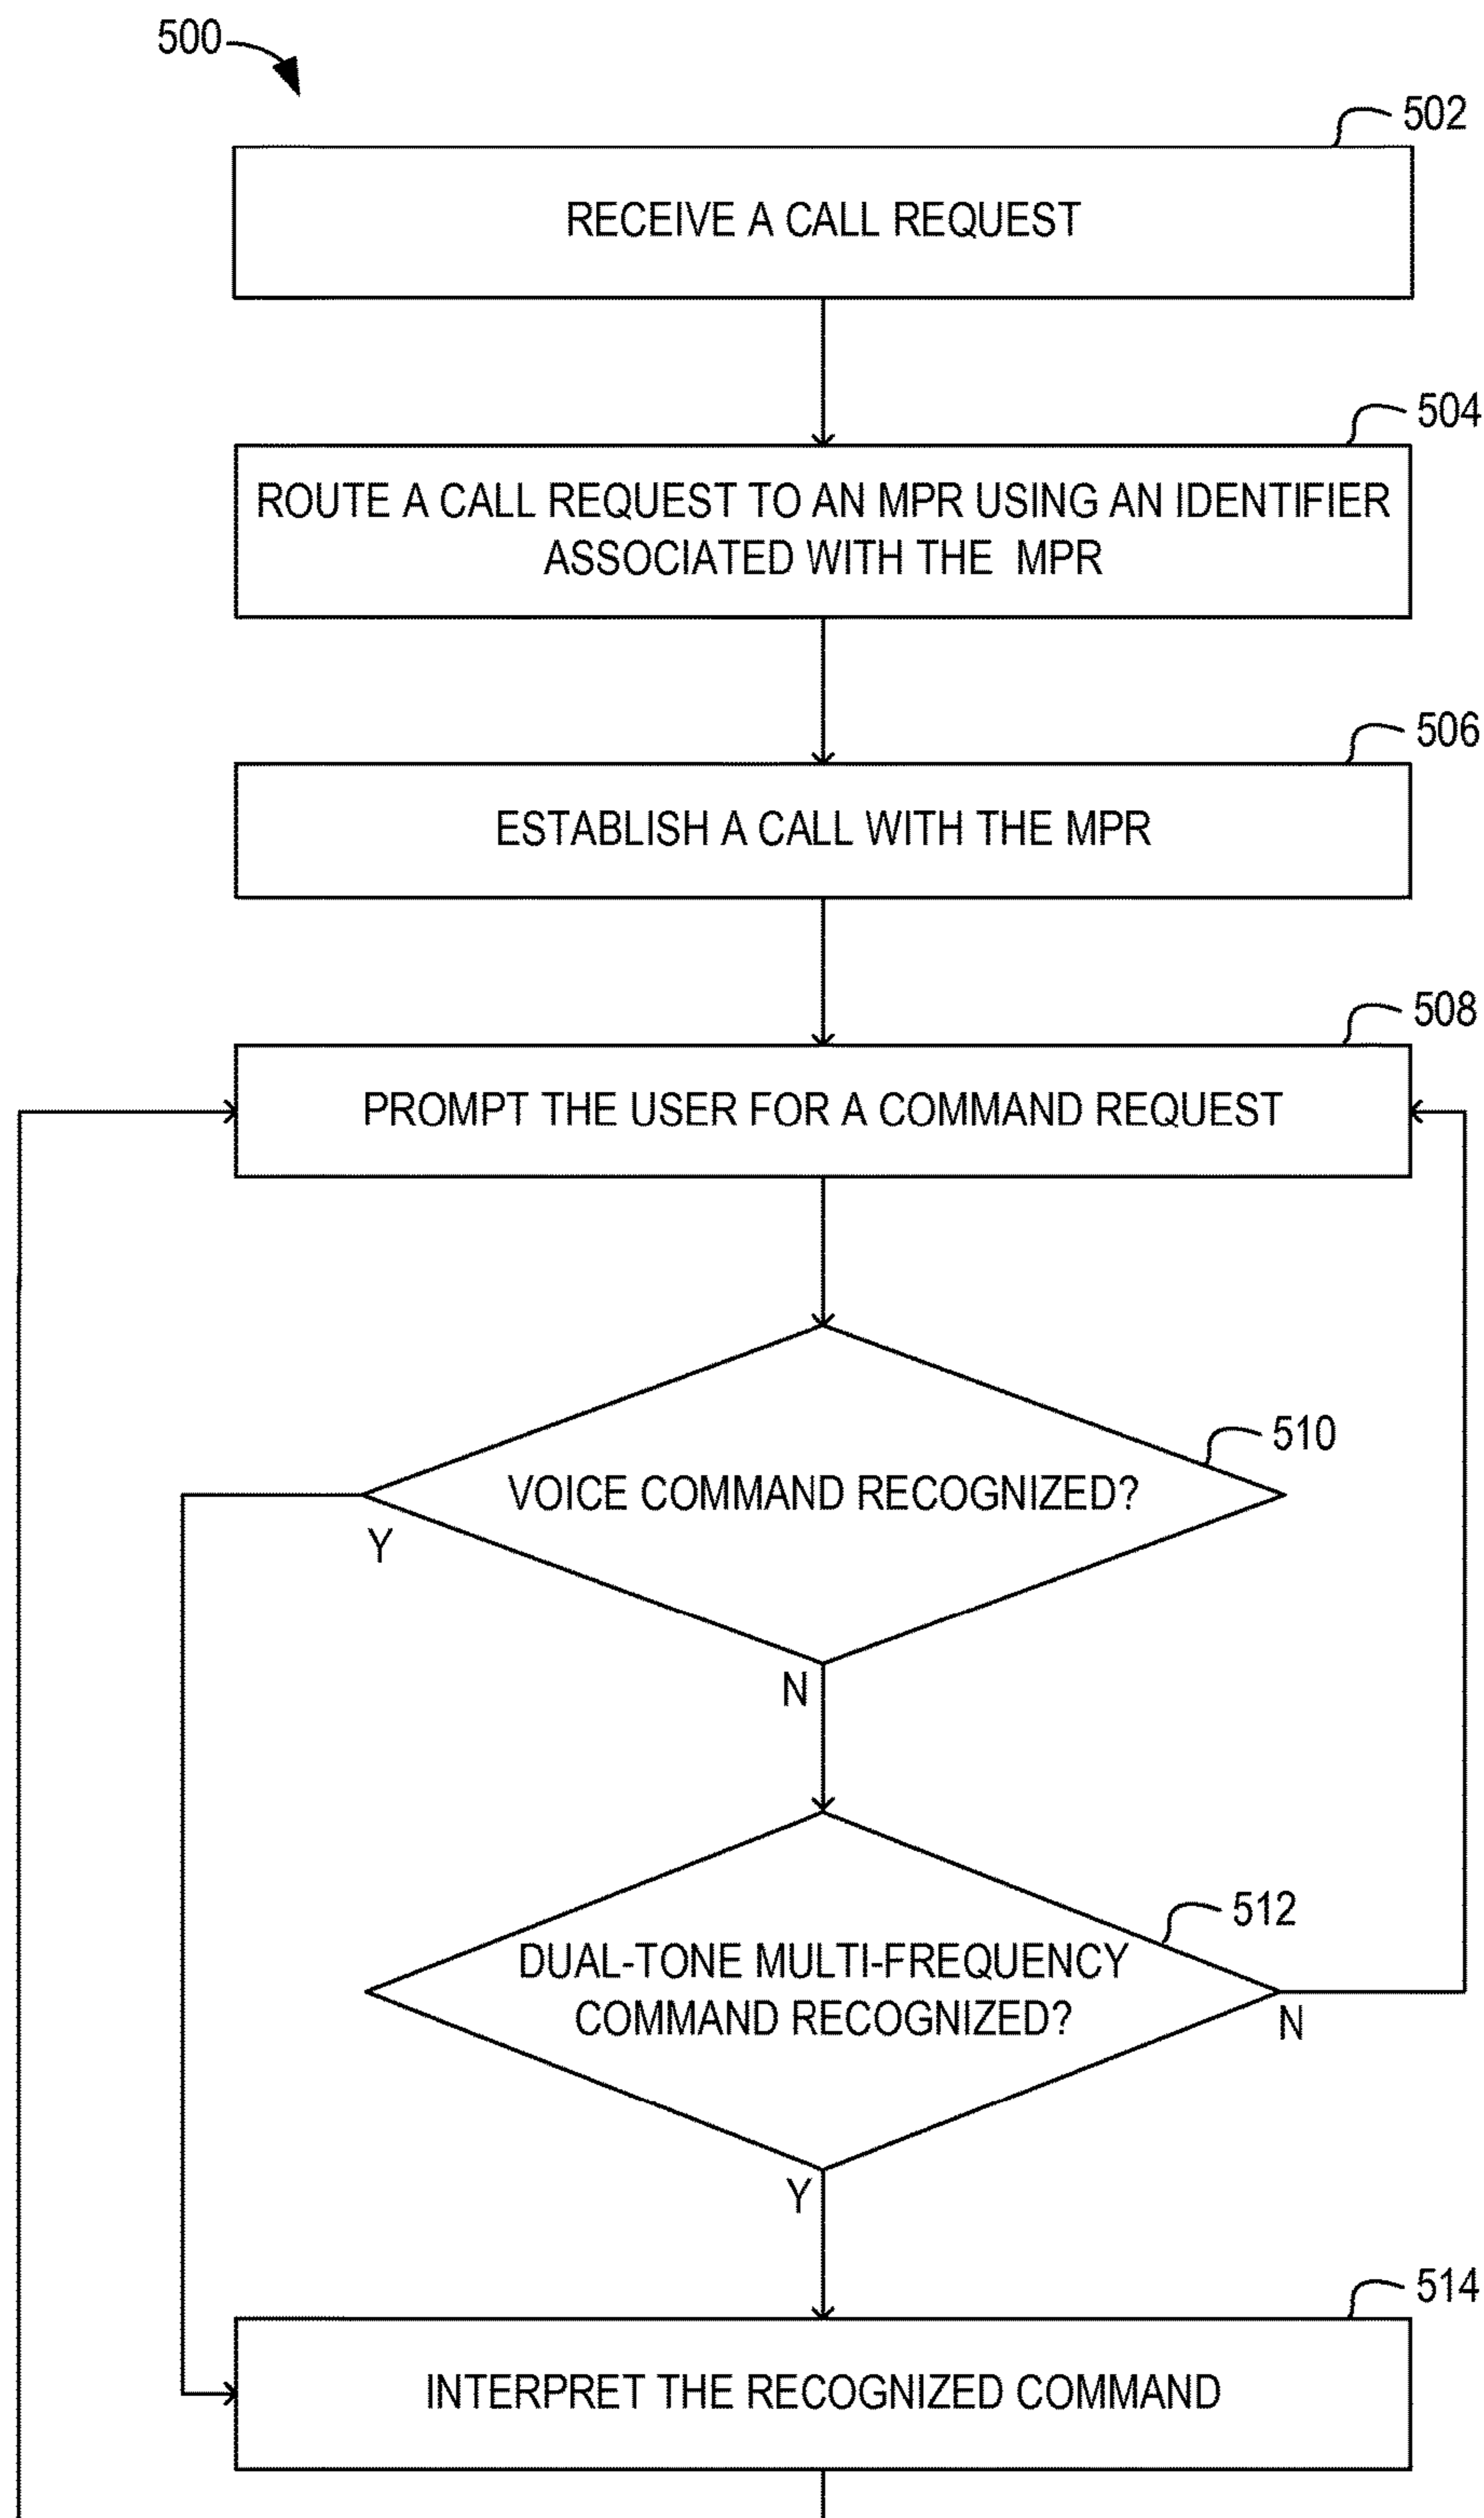 500
502
RECEIVE A CALL REQUEST
504
ROUTE A CALL REQUEST TO AN MPR USING AN IDENTIFIER
ASSOCIATED WITH THE MPR
506
ESTABLISH A CALL WITH THE MPR
508
PROMPT THE USER FOR A COMMAND REQUEST
510
VOICE COMMAND RECOGNIZED?
Y
N
512
DUAL-TONE MULTI-FREQUENCY
COMMAND RECOGNIZED?
N
Y
514
INTERPRET THE RECOGNIZED COMMAND